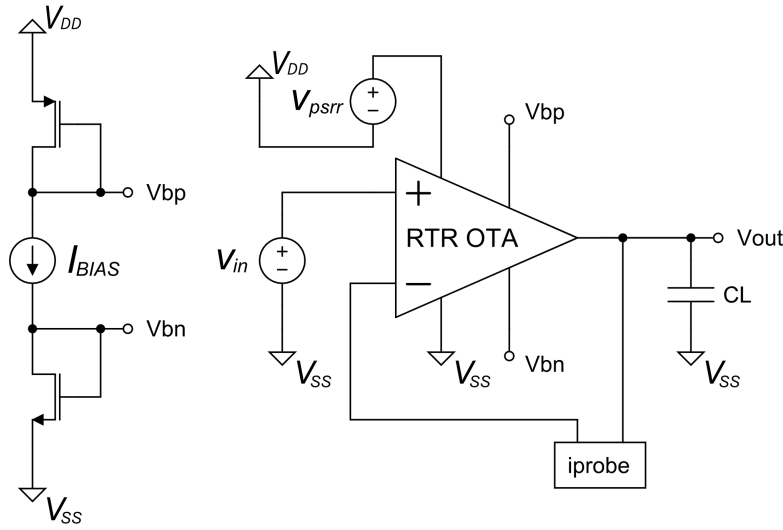 VDD
Vbp
IBIAS
Vbn
VSS
VDD
vpsrr
+
−
Vbp
+
RTR OTA
−
vin
+
−
VSS
VSS
Vbn
Vout
CL
VSS
iprobe